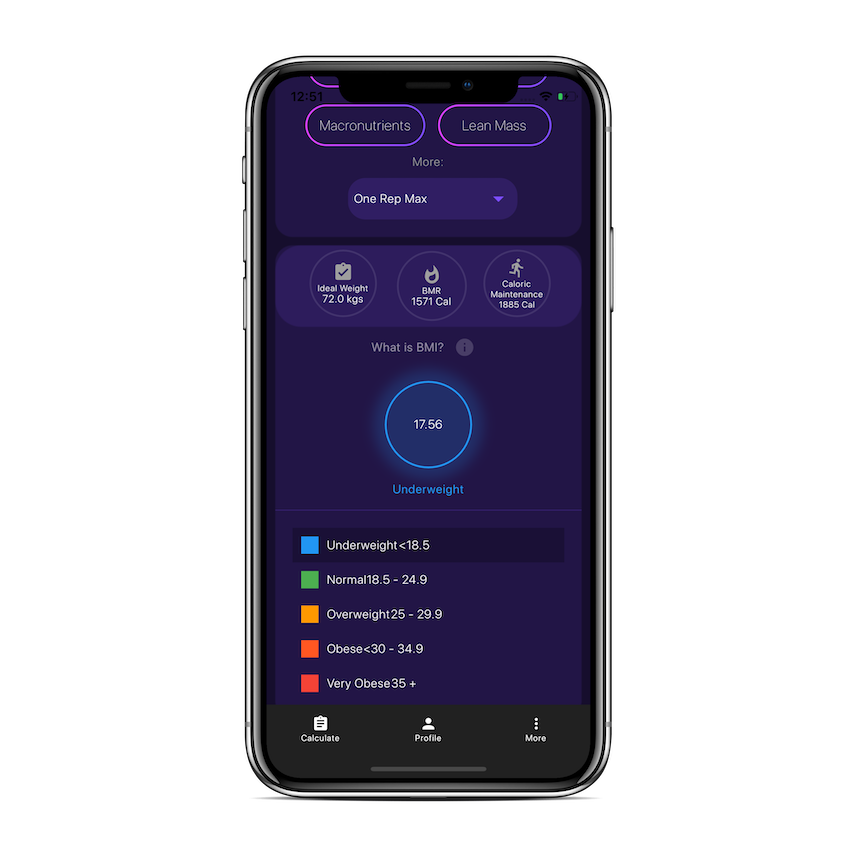 12:51
Macronutrients
Lean Mass
More:
One Rep Max
Ideal Weight
72.0 kgs
BMR
1571 Cal
Caloric
Maintenance
1885 Cal
What is BMI?
i
17.56
Underweight
Underweight<18.5
Normal18.5 - 24.9
Overweight25 - 29.9
Obese<30 - 34.9
Very Obese35 +
Calculate
Profile
More